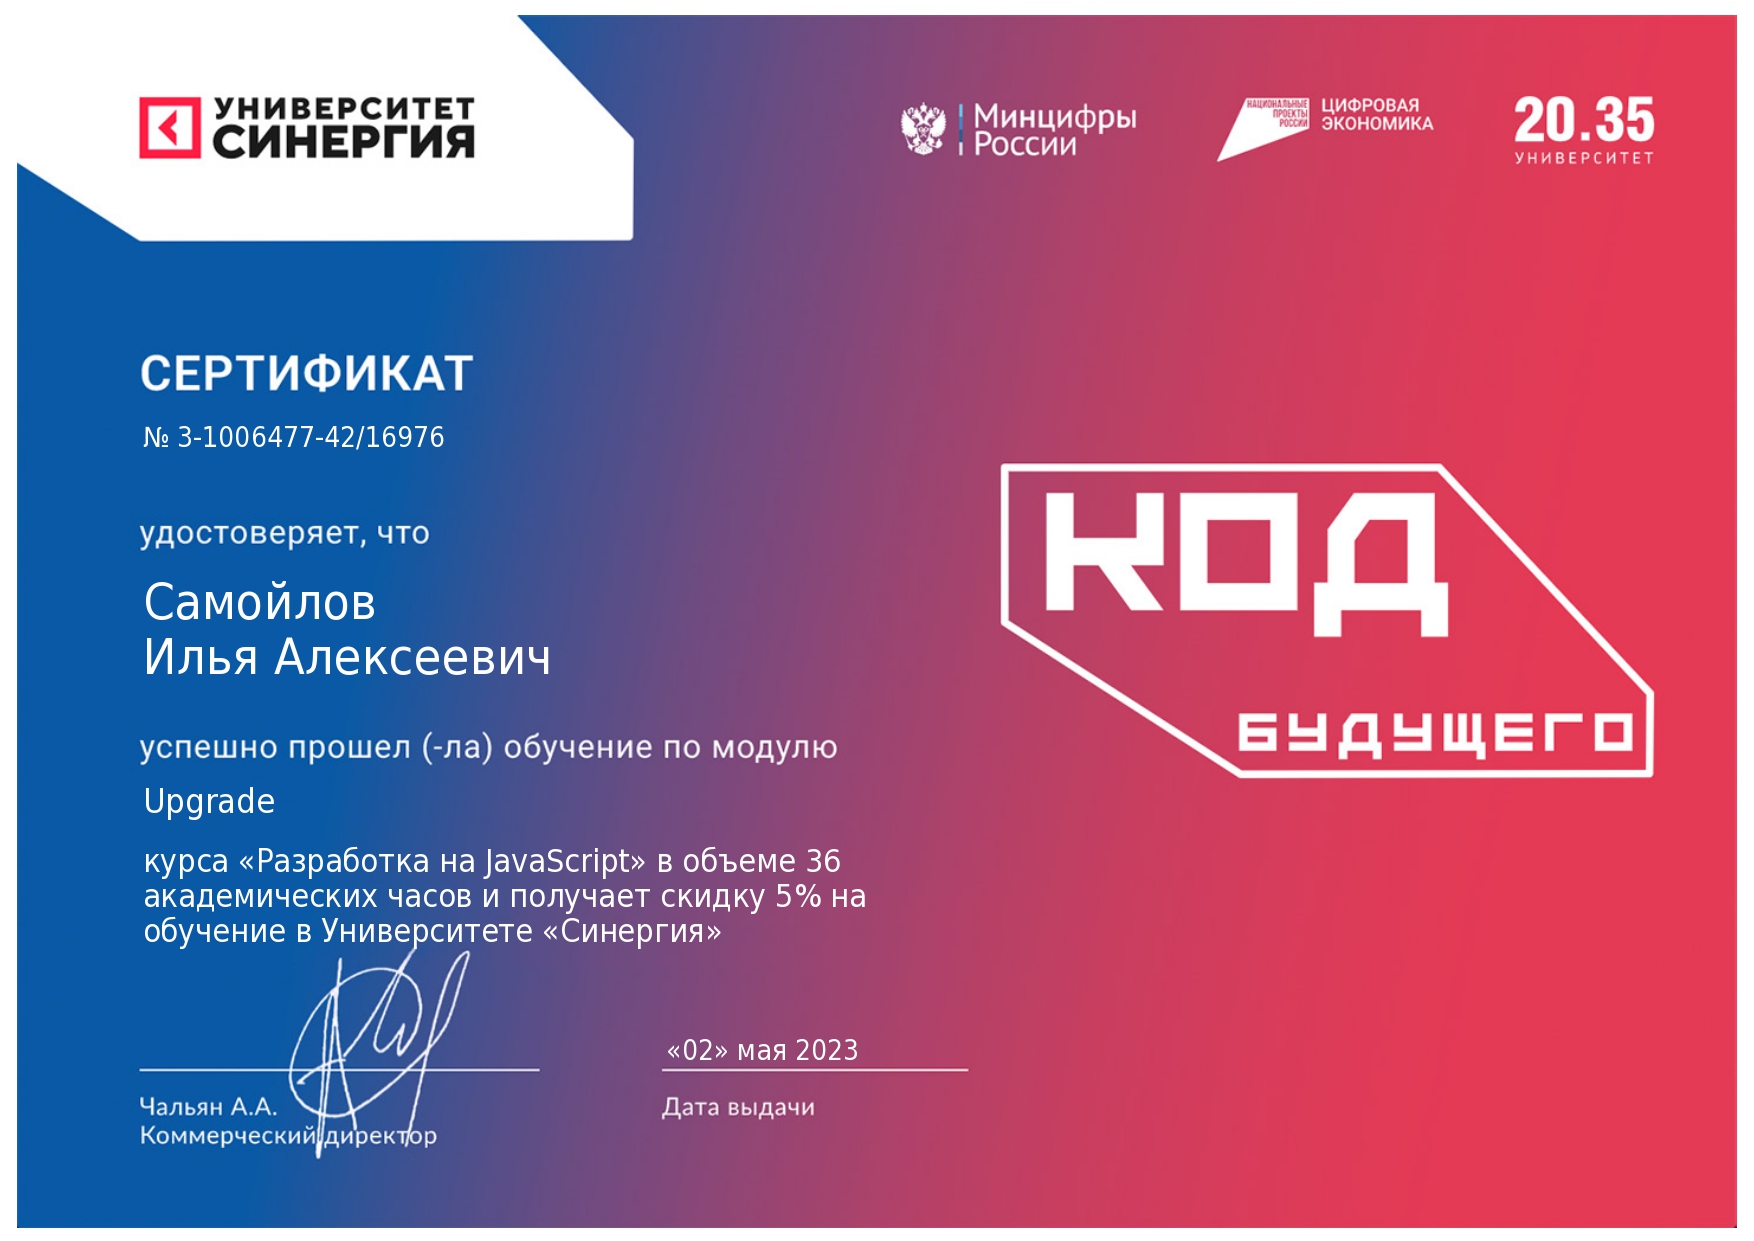 УНИВЕРСИТЕТ
СИНЕРГИЯ
Минцифры
России
НАЦИОНАЛЬНЫЕ
ПРОЕКТЫ
РОССИИ
ЦИФРОВАЯ
ЭКОНОМИКА
20.35
УНИВЕРСИТЕТ
СЕРТИФИКАТ
№ 3-1006477-42/16976
удостоверяет, что
Самойлов
Илья Алексеевич
успешно прошел (-ла) обучение по модулю
Upgrade
курса «Разработка на JavaScript» в объеме 36
академических часов и получает скидку 5% на
обучение в Университете «Синергия»
КОД
БУДУЩЕГО
«02» мая 2023
Чальян А.А.
Коммерческий директор
Дата выдачи